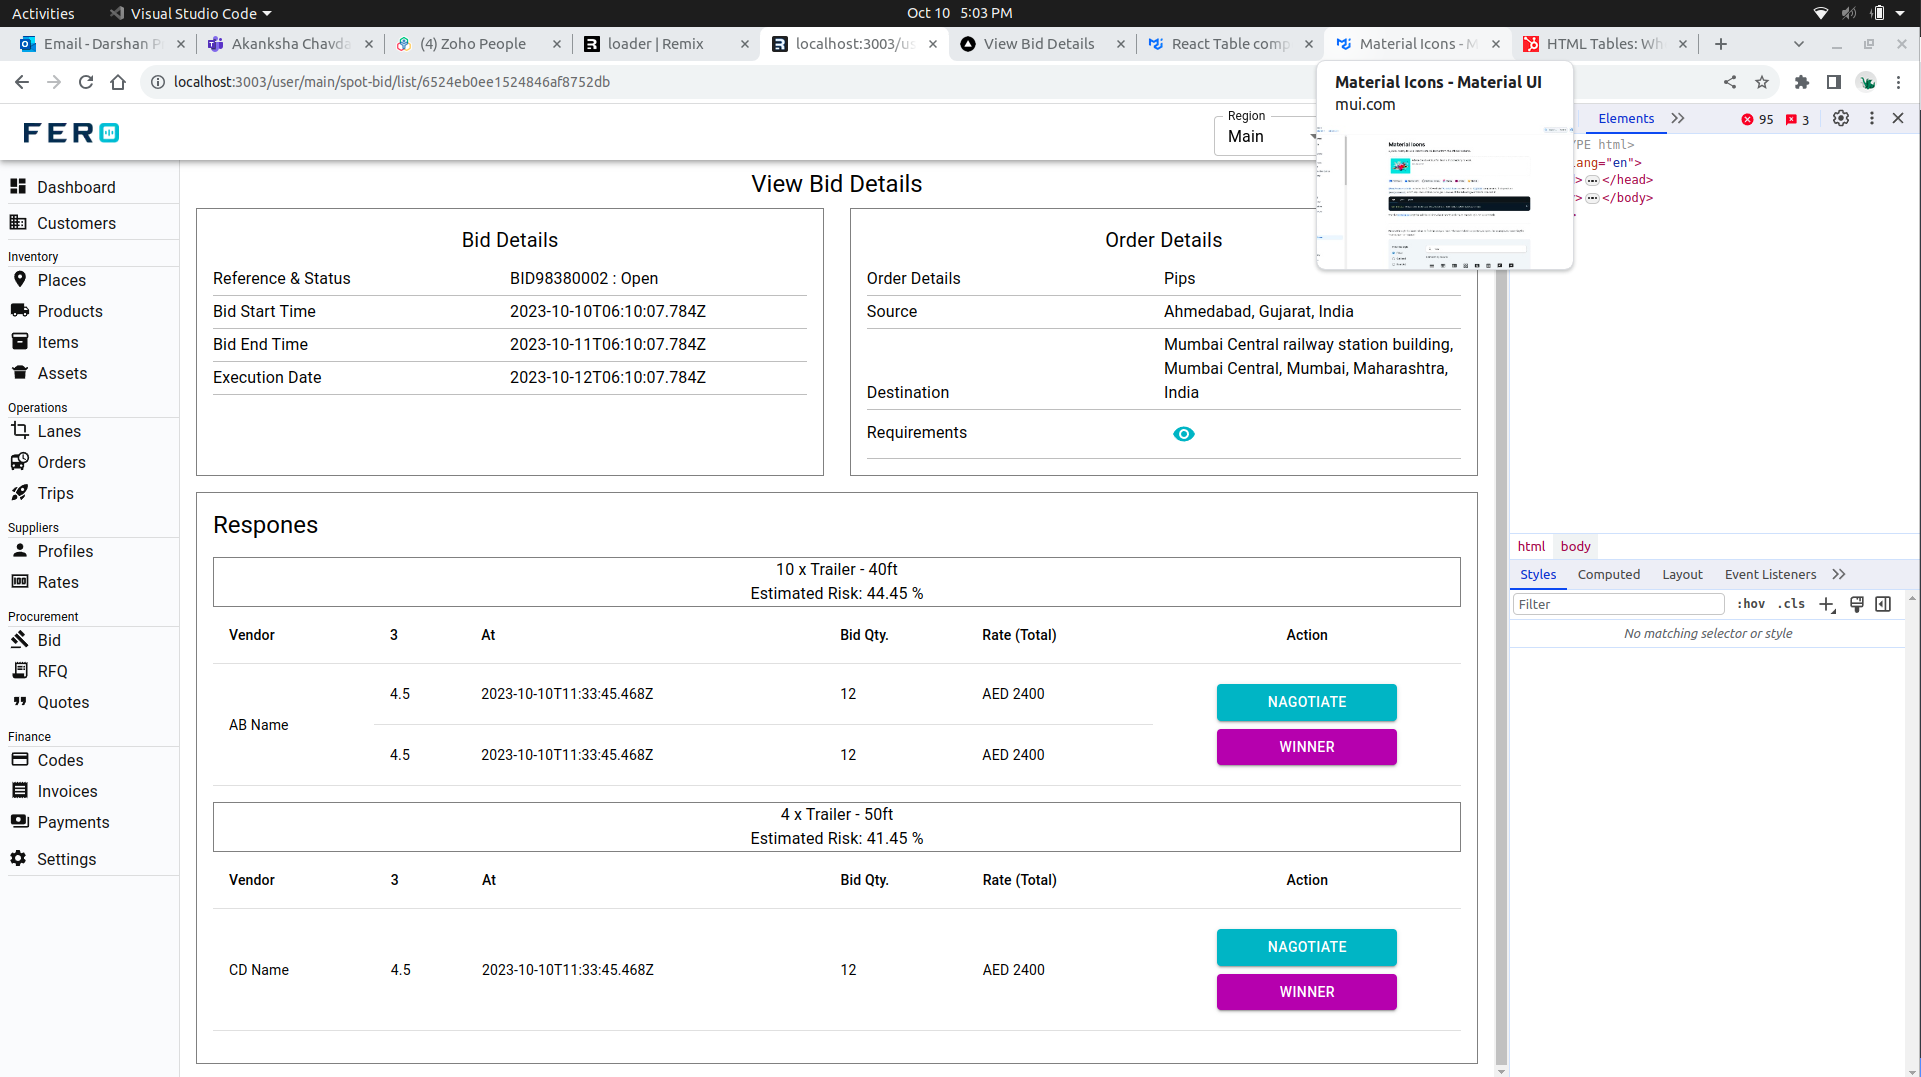 Activities
Visual Studio Code
Oct 10 5:03 PM
Email - Darshan P
Akanksha Chavda
(4) Zoho People
loader | Remix
localhost:3003/us
View Bid Details
React Table comp
Material Icons - M
HTML Tables: Wh
localhost:3003/user/main/spot-bid/list/6524eb0ee1524846af8752db
Material Icons - Material UI
mui.com
Material Icons
FERO
Region
Main
Elements
95
3
YPE html>
lang="en">
> … </head>
> … </body>
Dashboard
Customers
Inventory
Places
Products
Items
Assets
Operations
Lanes
Orders
Trips
Suppliers
Profiles
Rates
Procurement
Bid
RFQ
Quotes
Finance
Codes
Invoices
Payments
Settings
View Bid Details
Bid Details
Reference & Status BID98380002 : Open
Bid Start Time 2023-10-10T06:10:07.784Z
Bid End Time 2023-10-11T06:10:07.784Z
Execution Date 2023-10-12T06:10:07.784Z
Order Details
Order Details Pips
Source Ahmedabad, Gujarat, India
Mumbai Central railway station building,
Mumbai Central, Mumbai, Maharashtra,
Destination India
Requirements
Respones
10 x Trailer - 40ft
Estimated Risk: 44.45 %
Vendor 3 At Bid Qty. Rate (Total) Action
AB Name
4.5 2023-10-10T11:33:45.468Z 12 AED 2400
4.5 2023-10-10T11:33:45.468Z 12 AED 2400
NAGOTIATE
WINNER
4 x Trailer - 50ft
Estimated Risk: 41.45 %
Vendor 3 At Bid Qty. Rate (Total) Action
CD Name 4.5 2023-10-10T11:33:45.468Z 12 AED 2400
NAGOTIATE
WINNER
html body
Styles Computed Layout Event Listeners
Filter :hov .cls
No matching selector or style